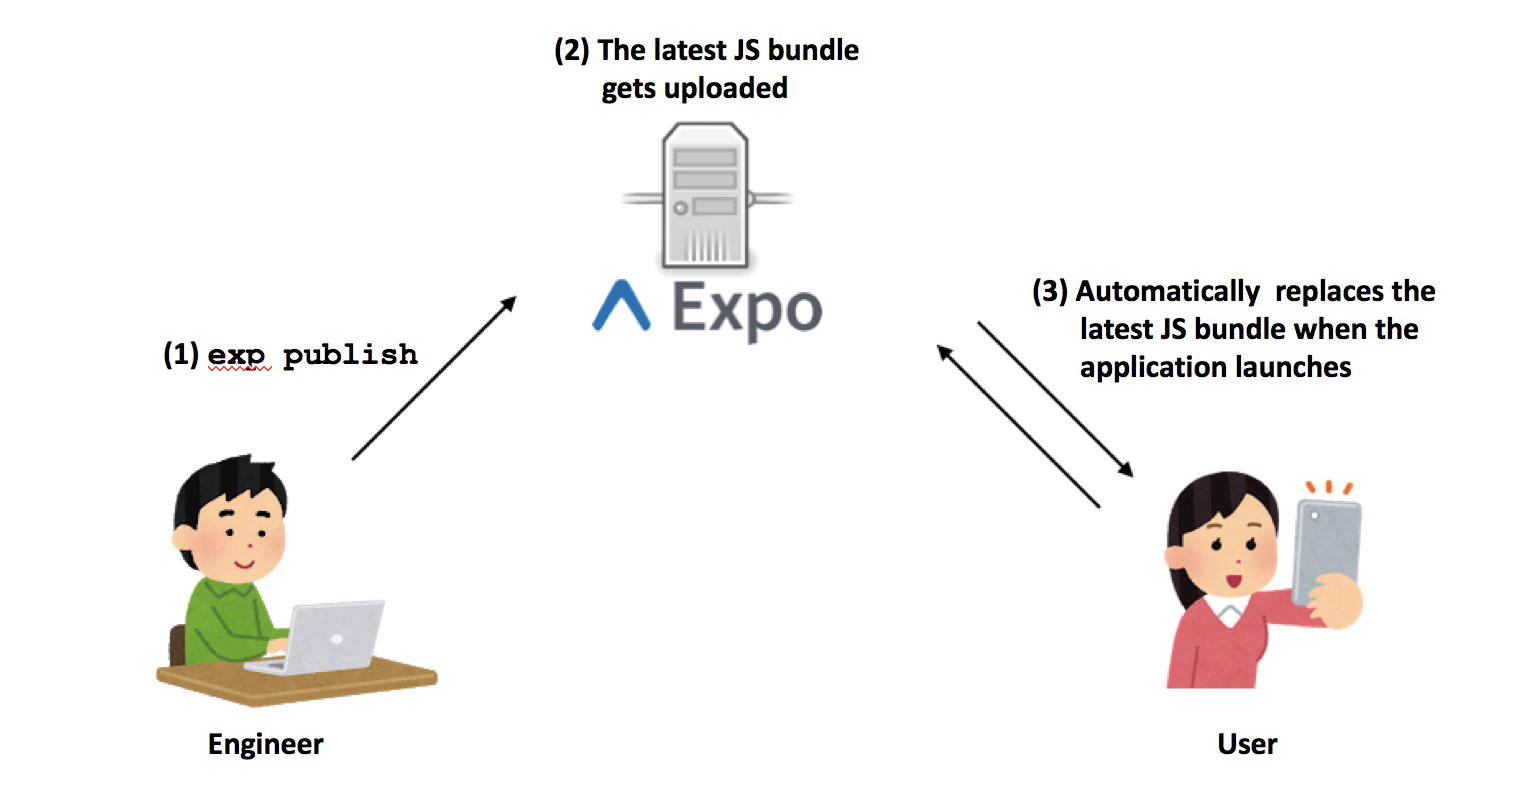 (2) The latest JS bundle
gets uploaded
Expo
(1) exp publish
(3) Automatically  replaces the
latest JS bundle when the
application launches
Engineer
User